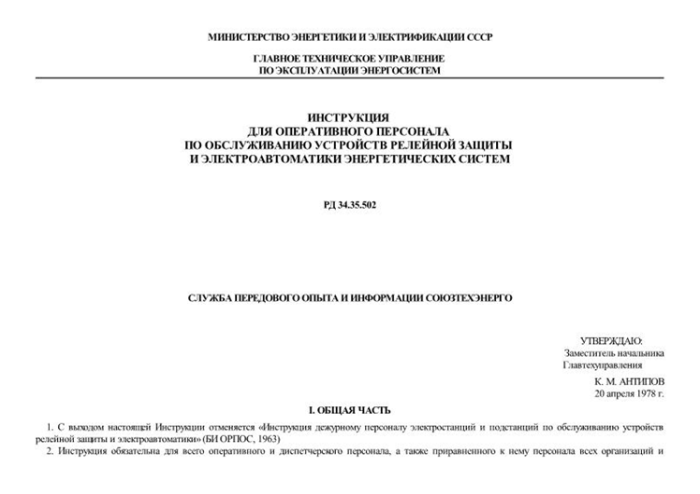 МИНИСТЕРСТВО ЭНЕРГЕТИКИ И ЭЛЕКТРИФИКАЦИИ СССР
ГЛАВНОЕ ТЕХНИЧЕСКОЕ УПРАВЛЕНИЕ
ПО ЭКСПЛУАТАЦИИ ЭНЕРГОСИСТЕМ
ИНСТРУКЦИЯ
ДЛЯ ОПЕРАТИВНОГО ПЕРСОНАЛА
ПО ОБСЛУЖИВАНИЮ УСТРОЙСТВ РЕЛЕЙНОЙ ЗАЩИТЫ
И ЭЛЕКТРОАВТОМАТИКИ ЭНЕРГЕТИЧЕСКИХ СИСТЕМ
РД 34.35.502
СЛУЖБА ПЕРЕДОВОГО ОПЫТА И ИНФОРМАЦИИ СОЮЗТЕХЭНЕРГО
УТВЕРЖДАЮ:
Заместитель начальника
Главтехуправления
К. М. АНТИПОВ
20 апреля 1978 г.
I. ОБЩАЯ ЧАСТЬ
1. С выходом настоящей Инструкции отменяется «Инструкция дежурному персоналу электростанций и подстанций по обслуживанию устройств
релейной защиты и электроавтоматики» (БИ ОРПОС, 1963)
2. Инструкция обязательна для всего оперативного и диспетчерского персонала, а также приравненного к нему персонала всех организаций и